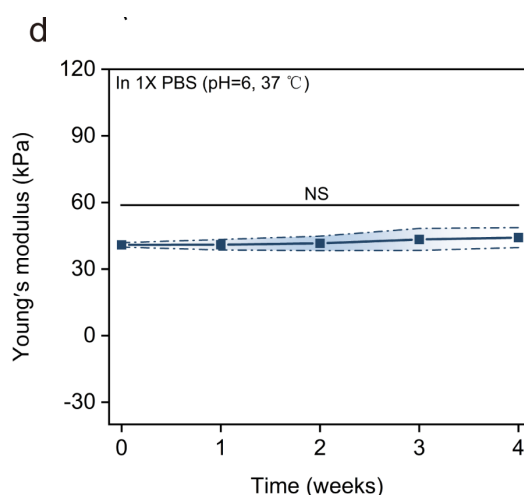 d
120
In 1X PBS (pH=6, 37 ℃)
90
60
NS
30
0
-30
Young's modulus (kPa)
0 1 2 3 4
Time (weeks)